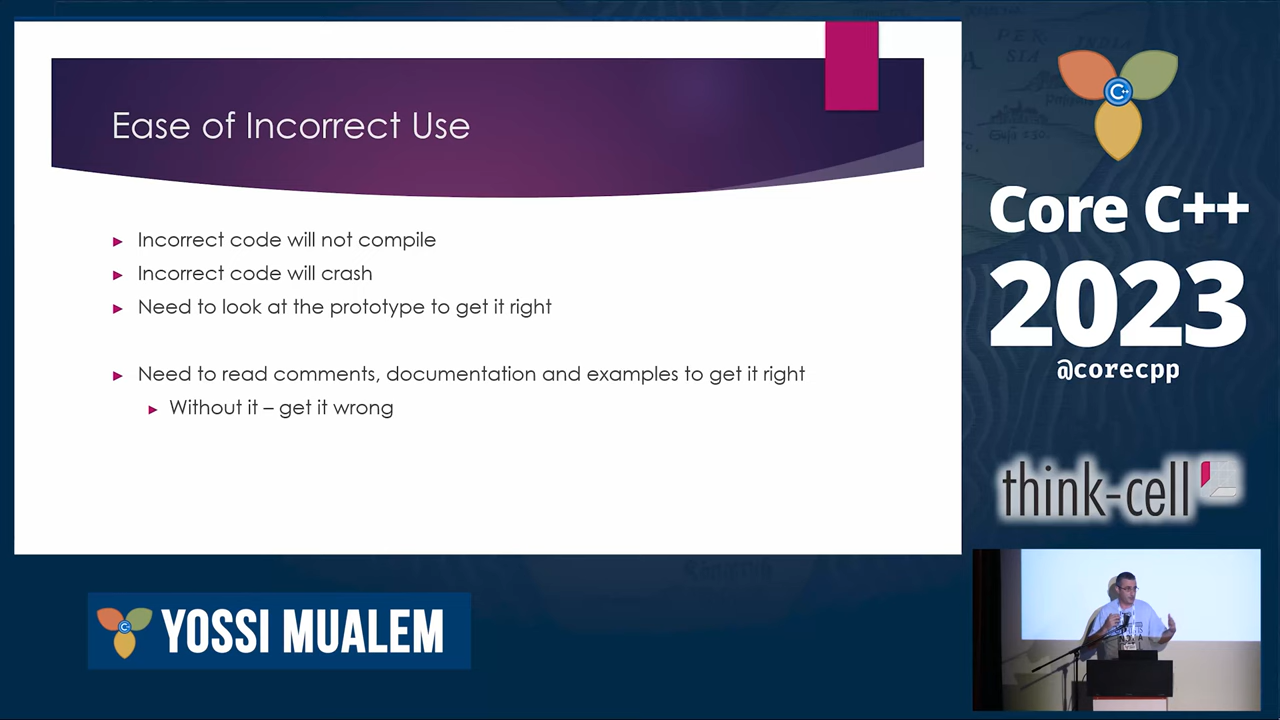 Ease of Incorrect Use
Incorrect code will not compile
Incorrect code will crash
Need to look at the prototype to get it right
Need to read comments, documentation and examples to get it right
Without it – get it wrong
PERSIA
INDIA
C++
Core C++
2023
@corecpp
think-cell
C++
YOSSI MUALEM